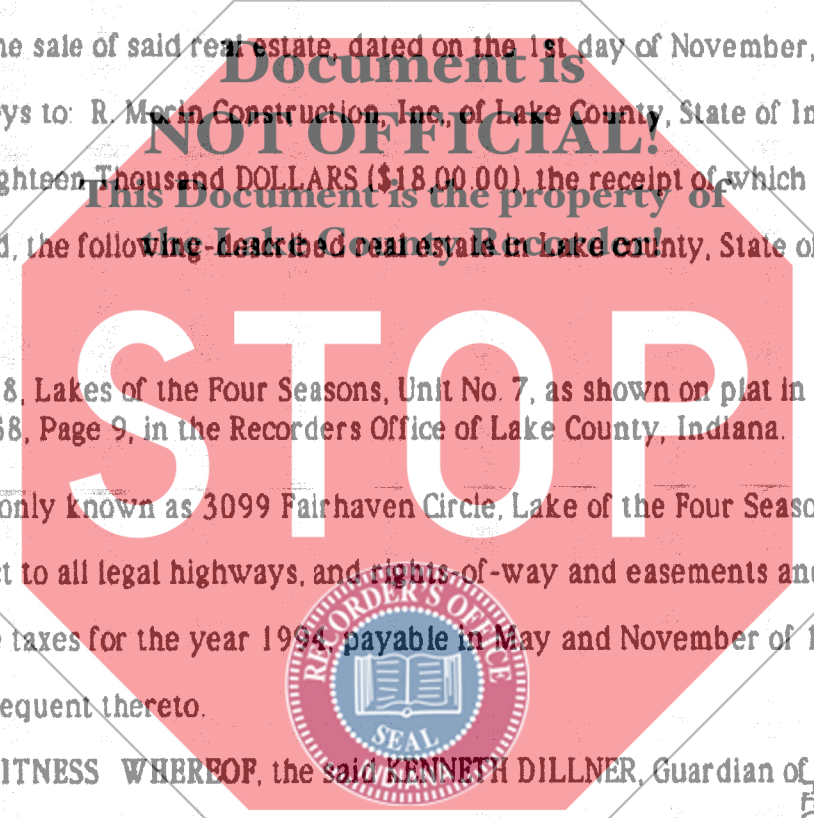 he sale of said real estate, dated on the 1st day of November,
Document is
ys to: R. Morin Construction, Inc., of Lake County, State of In
NOT OFFICIAL!
ghteen Thousand DOLLARS ($18,00.00), the receipt of which
This Document is the property of
d, the following-described real estate in Lake county, State of
the Lake County Recorder!
STOP
8, Lakes of the Four Seasons, Unit No. 7, as shown on plat in
68, Page 9, in the Recorders Office of Lake County, Indiana.
only known as 3099 Fairhaven Circle, Lake of the Four Seaso
t to all legal highways, and rights-of-way and easements and
RECORDER'S OFFICE
e taxes for the year 1994, payable in May and November of 1
equent thereto.
SEAL
INDIANA
ITNESS WHEREOF, the said KENNETH DILLNER, Guardian of